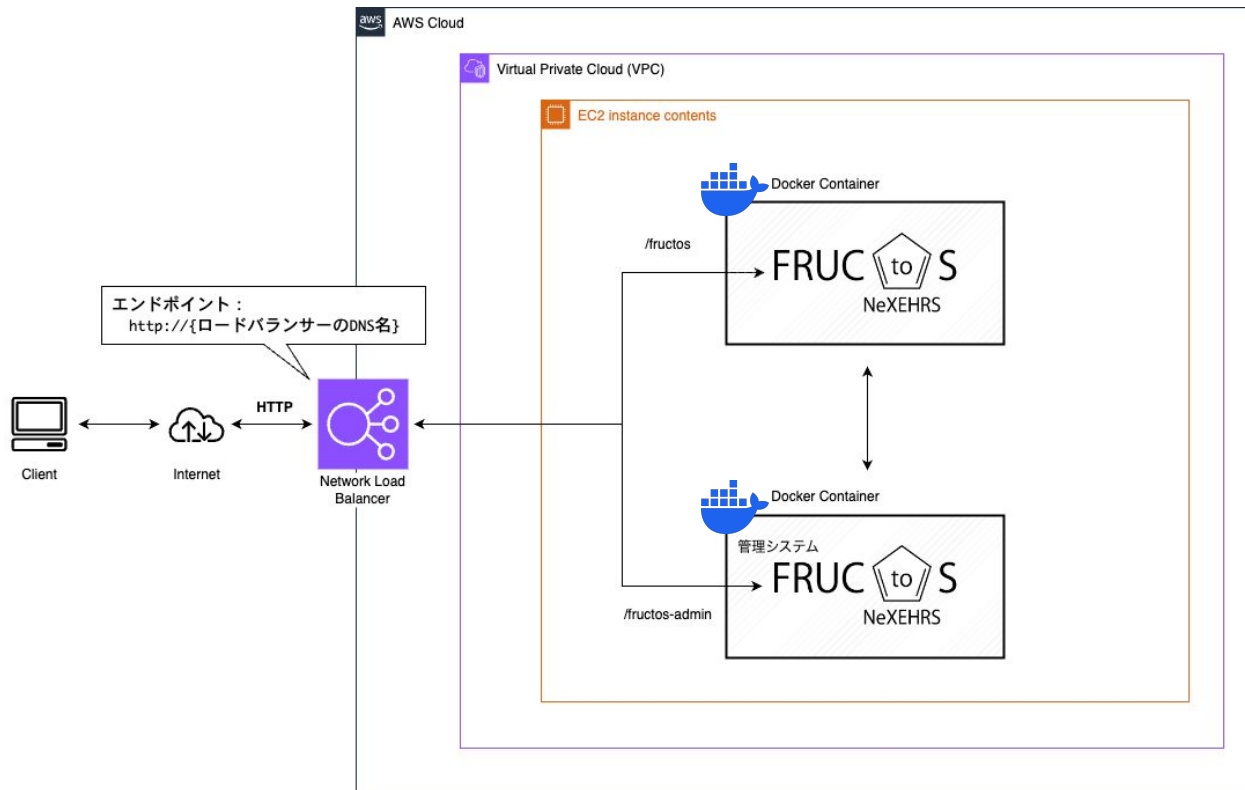 aws
AWS Cloud
Virtual Private Cloud (VPC)
EC2 instance contents
Docker Container
/fructos
FRUC to S
NeXEHRS
エンドポイント：
http://{ロードバランサーのDNS名}
HTTP
Client
Internet
Network Load
Balancer
Docker Container
管理システム
FRUC to S
NeXEHRS
/fructos-admin